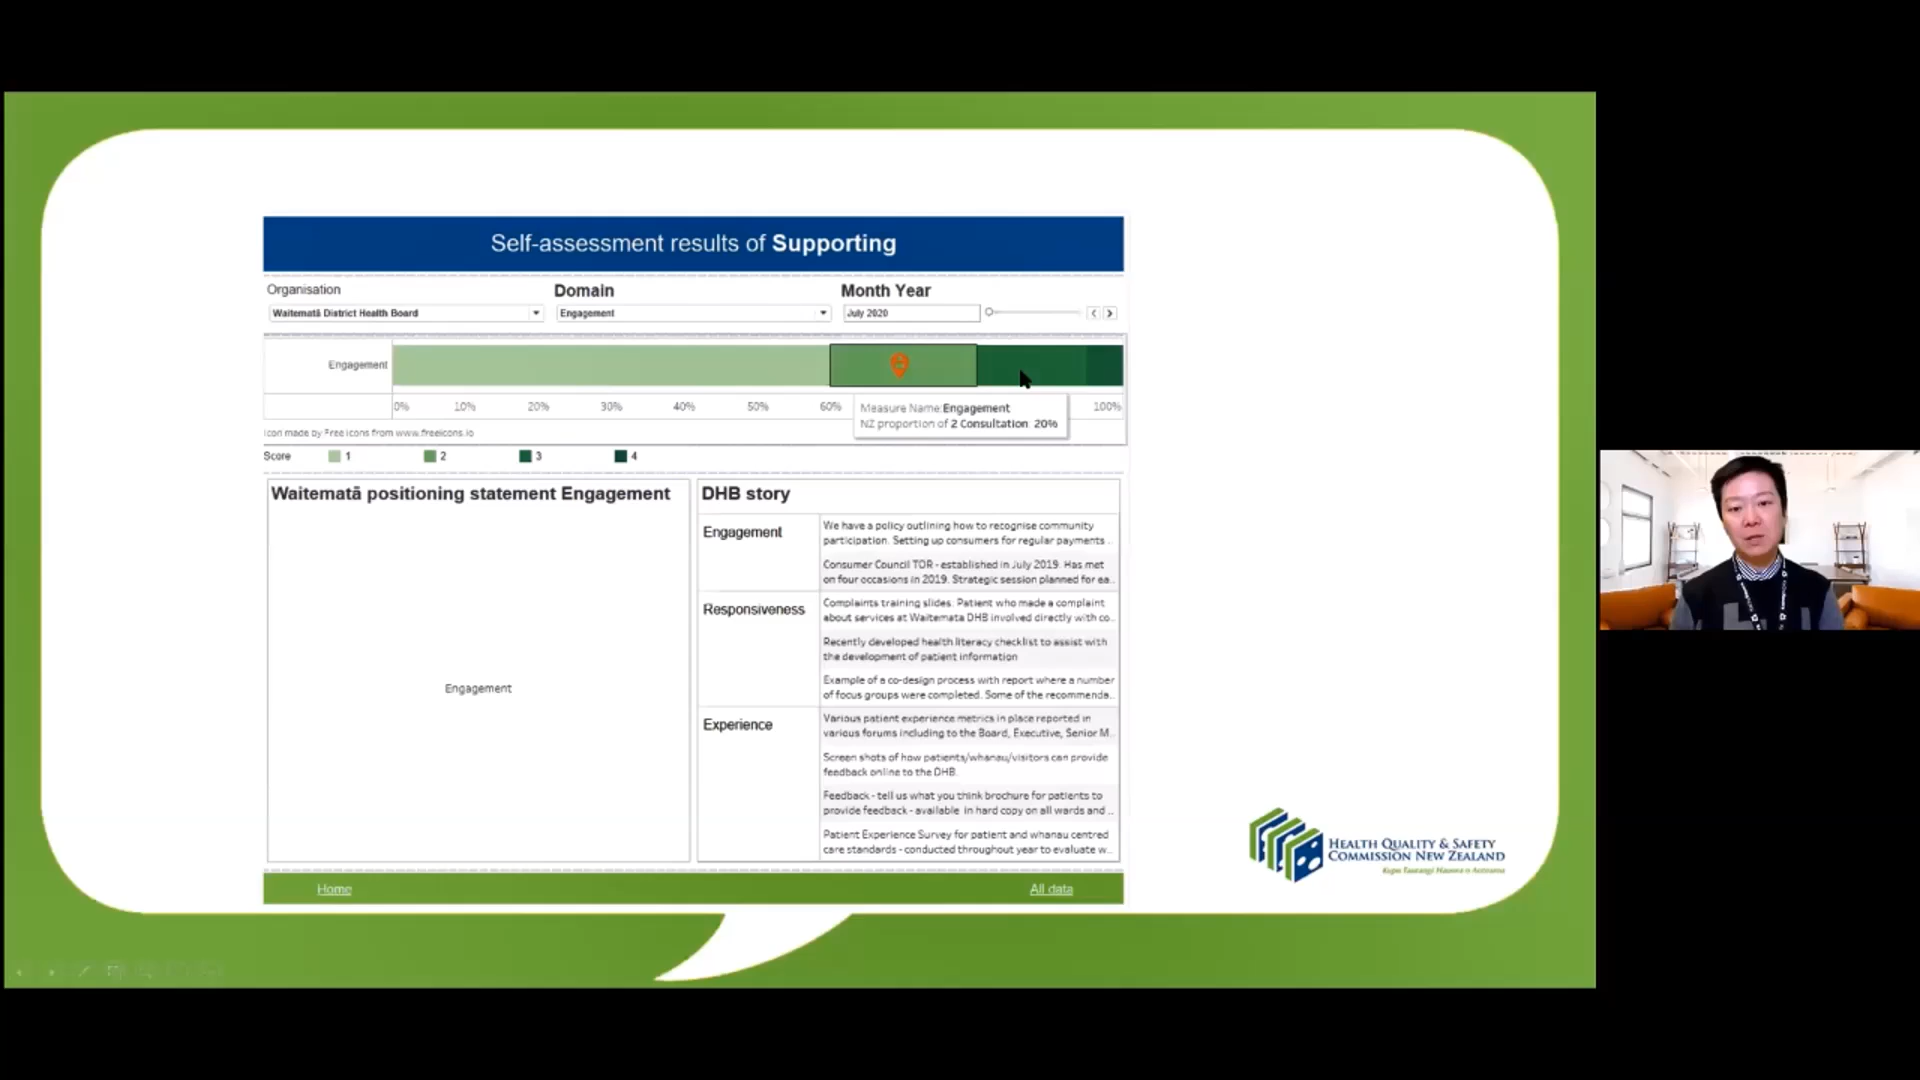 Self-assessment results of Supporting
Organisation
Domain
Month Year
Waitematā District Health Board
Engagement
July 2020
Engagement
0%
10%
20%
30%
40%
50%
60%
100%
Measure Name:Engagement
NZ proportion of 2 Consultation 20%
Icon made by Free icons from www.freeicons.io
Score
1
2
3
4
Waitematā positioning statement Engagement
Engagement
DHB story
Engagement
We have a policy outlining how to recognise community
participation. Setting up consumers for regular payments ..
Consumer Council TOR - established in July 2019. Has met
on four occasions in 2019. Strategic session planned for ea..
Responsiveness
Complaints training slides. Patient who made a complaint
about services at Waitemata DHB involved directly with co..
Recently developed health literacy checklist to assist with
the development of patient information
Example of a co-design process with report where a number
of focus groups were completed. Some of the recommenda..
Experience
Various patient experience metrics in place reported in
various forums including to the Board, Executive, Senior M..
Screen shots of how patients/whanau/visitors can provide
feedback online to the DHB.
Feedback - tell us what you think brochure for patients to
provide feedback - available in hard copy on all wards and ..
Patient Experience Survey for patient and whanau centred
care standards - conducted throughout year to evaluate w..
Home
All data
HEALTH QUALITY & SAFETY
COMMISSION NEW ZEALAND
Kupu Taurangi Hauora o Aotearoa